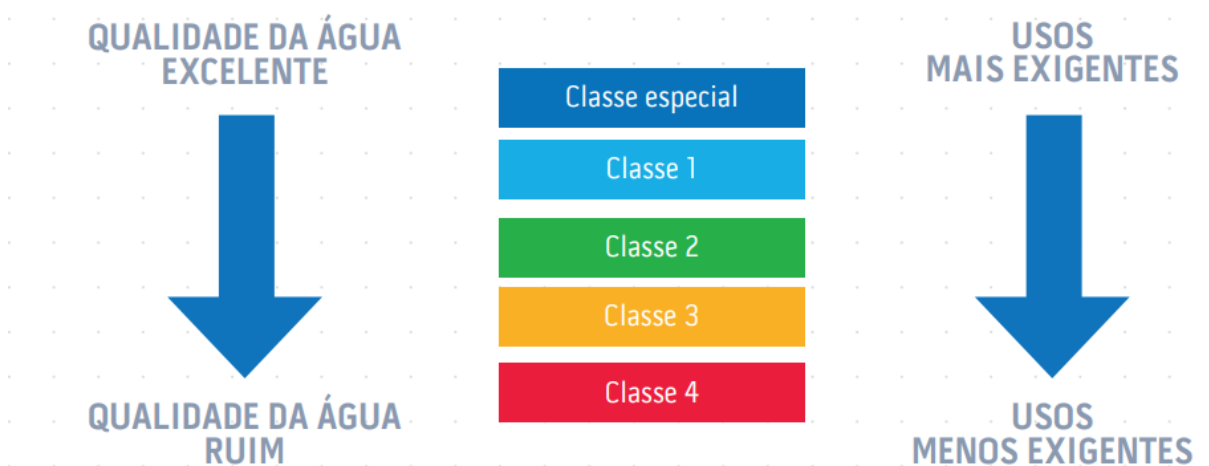 QUALIDADE DA ÁGUA
EXCELENTE
USOS
MAIS EXIGENTES
Classe especial
Classe 1
Classe 2
Classe 3
Classe 4
QUALIDADE DA ÁGUA
RUIM
USOS
MENOS EXIGENTES